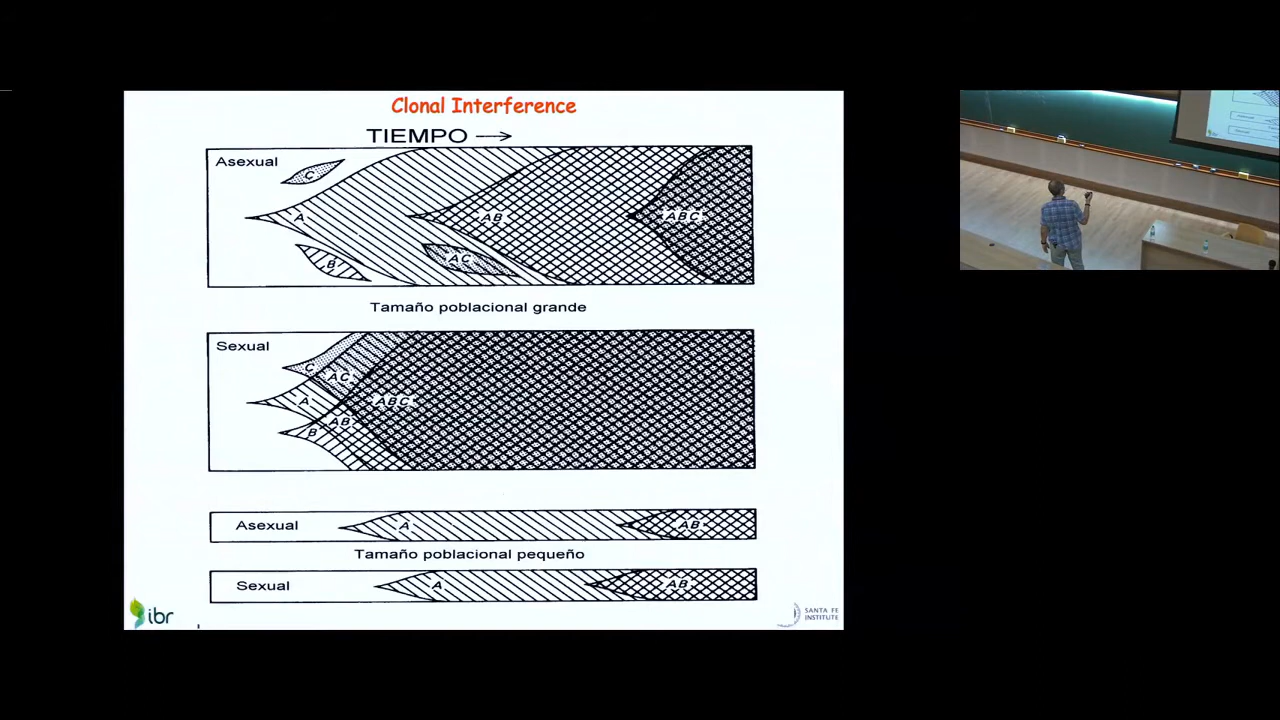 Clonal Interference
TIEMPO
Asexual
C
A
B
AB
AC
ABC
Tamaño poblacional grande
Sexual
C
AC
A
ABC
AB
B
Asexual
A
AB
Tamaño poblacional pequeño
Sexual
A
AB
ibr
SANTA FE
INSTITUTE